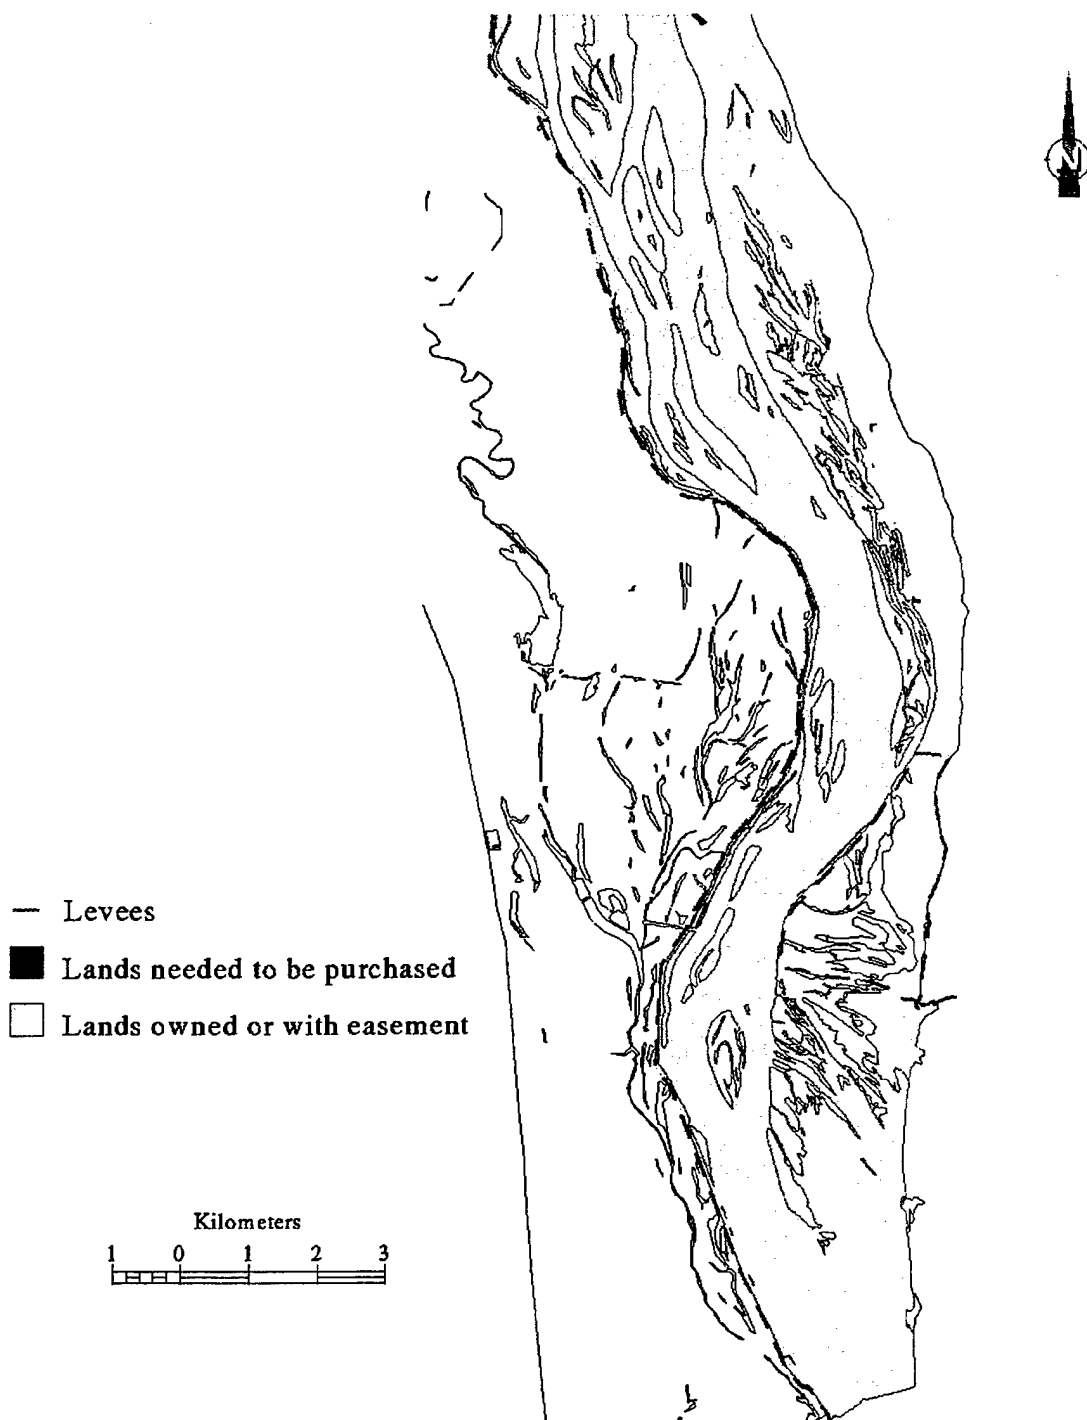 N
Levees
Lands needed to be purchased
Lands owned or with easement
Kilometers
1 0 1 2 3